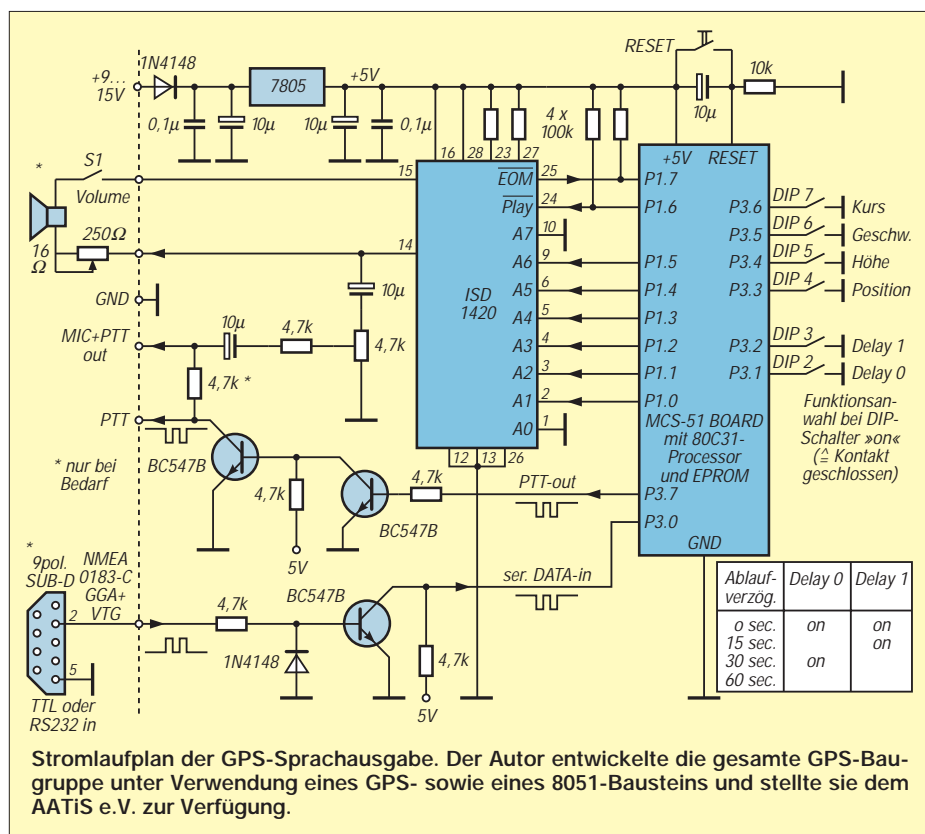 RESET
1N4148
+9...
15V
7805
+5V
10k
0,1µ
10µ
10µ
0,1µ
4 x
100k
10µ
16
28
23
27
+5V
RESET
*
S1
15
EOM
25
P1.7
Volume
Play
24
P1.6
P3.6
DIP 7
Kurs
A7
10
P3.5
DIP 6
Geschw.
250Ω
14
A6
9
P1.5
P3.4
DIP 5
Höhe
16
Ω
A5
6
P1.4
P3.3
DIP 4
Position
GND
10µ
ISD
1420
A4
5
P1.3
MIC+PTT
out
10µ
4,7k
4,7k
A3
4
P1.2
P3.2
DIP 3
Delay 1
A2
3
P1.1
P3.1
DIP 2
Delay 0
4,7k *
A1
2
P1.0
PTT
A0
1
MCS-51 BOARD
mit 80C31-
Processor
und EPROM
Funktionsan-
wahl bei DIP-
Schalter »on«
(≙ Kontakt
geschlossen)
BC547B
12
13
26
* nur bei
Bedarf
4,7k
4,7k
PTT-out
P3.7
BC547B
5V
P3.0
GND
*
9pol.
SUB-D
NMEA
0183-C
GGA+
VTG
BC547B
ser. DATA-in
2
4,7k
1N4148
4,7k
5
5V
TTL oder
RS232 in
Ablauf-
verzög.
Delay 0
Delay 1
0 sec.
on
on
15 sec.
on
30 sec.
on
60 sec.
Stromlaufplan der GPS-Sprachausgabe. Der Autor entwickelte die gesamte GPS-Bau-
gruppe unter Verwendung eines GPS- sowie eines 8051-Bausteins und stellte sie dem
AATiS e.V. zur Verfügung.